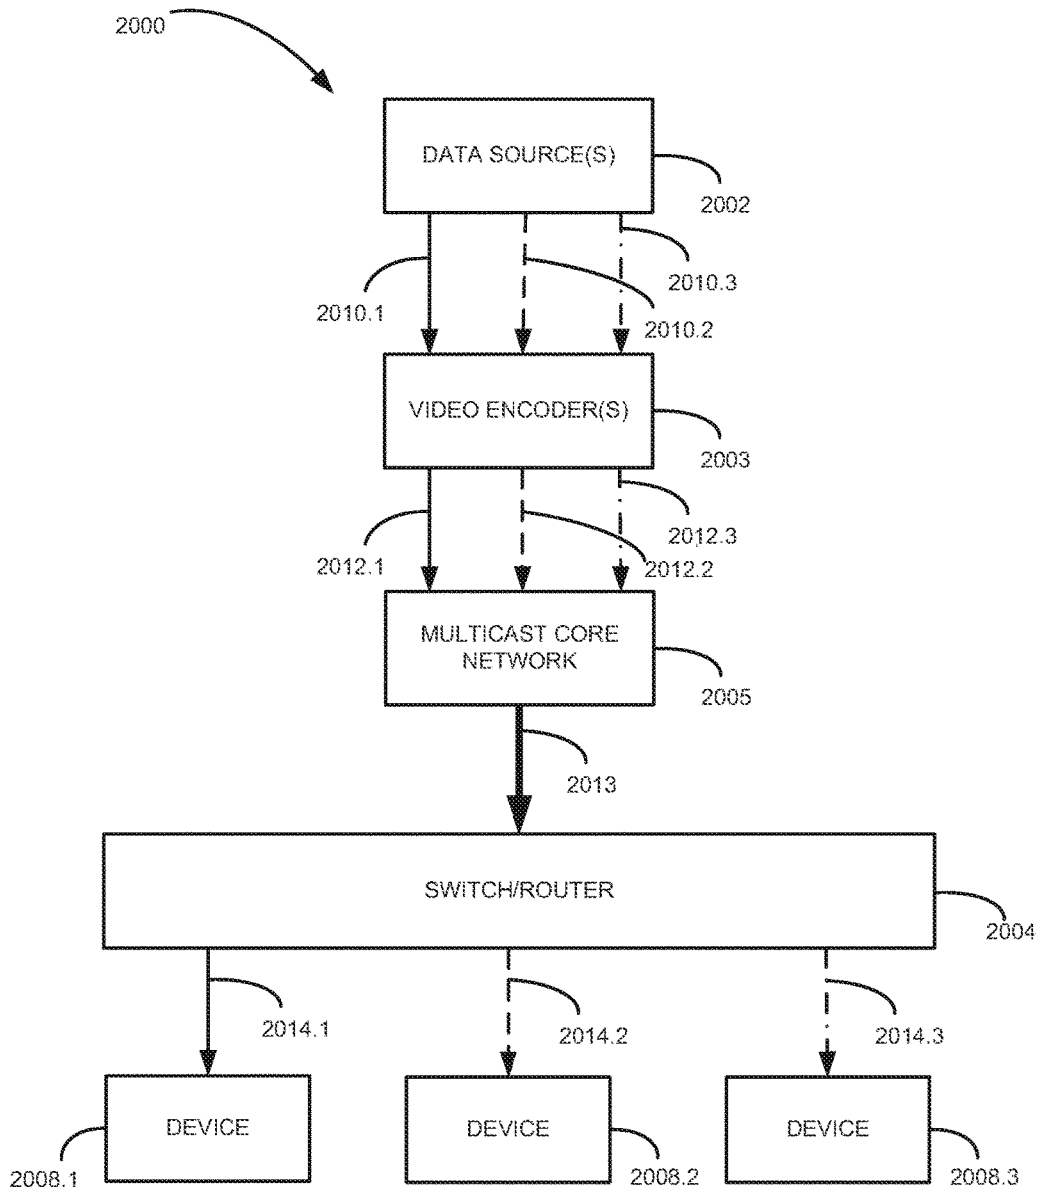 2000
DATA SOURCE(S)
2002
2010.1
2010.2
2010.3
VIDEO ENCODER(S)
2003
2012.1
2012.2
2012.3
MULTICAST CORE
NETWORK
2005
2013
SWITCH/ROUTER
2004
2014.1
2014.2
2014.3
DEVICE
DEVICE
DEVICE
2008.1
2008.2
2008.3